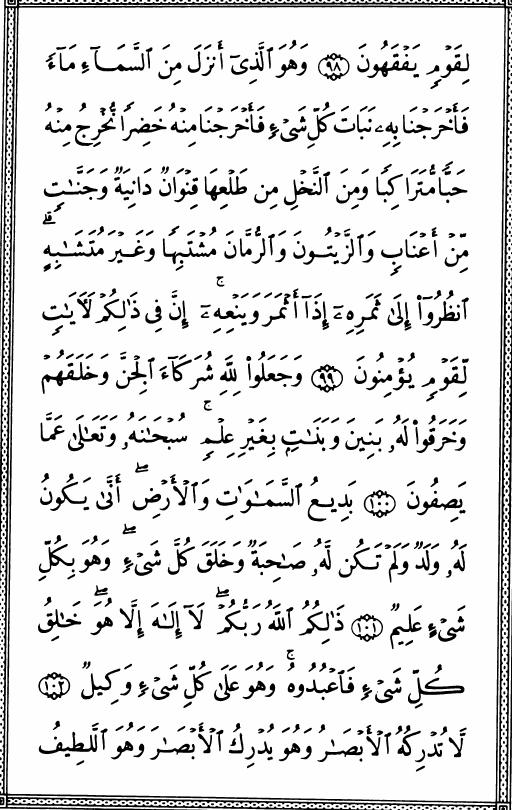 لِقَوْمٍ يَفْقَهُونَ ٩٨ وَهُوَ ٱلَّذِىٓ أَنزَلَ مِنَ ٱلسَّمَآءِ مَآءً
فَأَخْرَجْنَا بِهِۦ نَبَاتَ كُلِّ شَىْءٍ فَأَخْرَجْنَا مِنْهُ خَضِرًا نُّخْرِجُ مِنْهُ
حَبًّا مُّتَرَاكِبًا وَمِنَ ٱلنَّخْلِ مِن طَلْعِهَا قِنْوَانٌ دَانِيَةٌ وَجَنَّـٰتٍ
مِّنْ أَعْنَابٍ وَٱلزَّيْتُونَ وَٱلرُّمَّانَ مُشْتَبِهًا وَغَيْرَ مُتَشَـٰبِهٍ ۗ
ٱنظُرُوٓا۟ إِلَىٰ ثَمَرِهِۦٓ إِذَآ أَثْمَرَ وَيَنْعِهِۦٓ ۚ إِنَّ فِى ذَٰلِكُمْ لَـَٔايَـٰتٍ
لِّقَوْمٍ يُؤْمِنُونَ ٩٩ وَجَعَلُوا۟ لِلَّهِ شُرَكَآءَ ٱلْجِنَّ وَخَلَقَهُمْ
وَخَرَقُوا۟ لَهُۥ بَنِينَ وَبَنَـٰتٍۭ بِغَيْرِ عِلْمٍ ۚ سُبْحَـٰنَهُۥ وَتَعَـٰلَىٰ عَمَّا
يَصِفُونَ ١٠٠ بَدِيعُ ٱلسَّمَـٰوَٰتِ وَٱلْأَرْضِ ۖ أَنَّىٰ يَكُونُ
لَهُۥ وَلَدٌ وَلَمْ تَكُن لَّهُۥ صَـٰحِبَةٌ وَخَلَقَ كُلَّ شَىْءٍ ۖ وَهُوَ بِكُلِّ
شَىْءٍ عَلِيمٌ ١٠١ ذَٰلِكُمُ ٱللَّهُ رَبُّكُمْ ۖ لَآ إِلَـٰهَ إِلَّا هُوَ ۖ خَـٰلِقُ
كُلِّ شَىْءٍ فَٱعْبُدُوهُ ۚ وَهُوَ عَلَىٰ كُلِّ شَىْءٍ وَكِيلٌ ١٠٢
لَّا تُدْرِكُهُ ٱلْأَبْصَـٰرُ وَهُوَ يُدْرِكُ ٱلْأَبْصَـٰرَ وَهُوَ ٱللَّطِيفُ